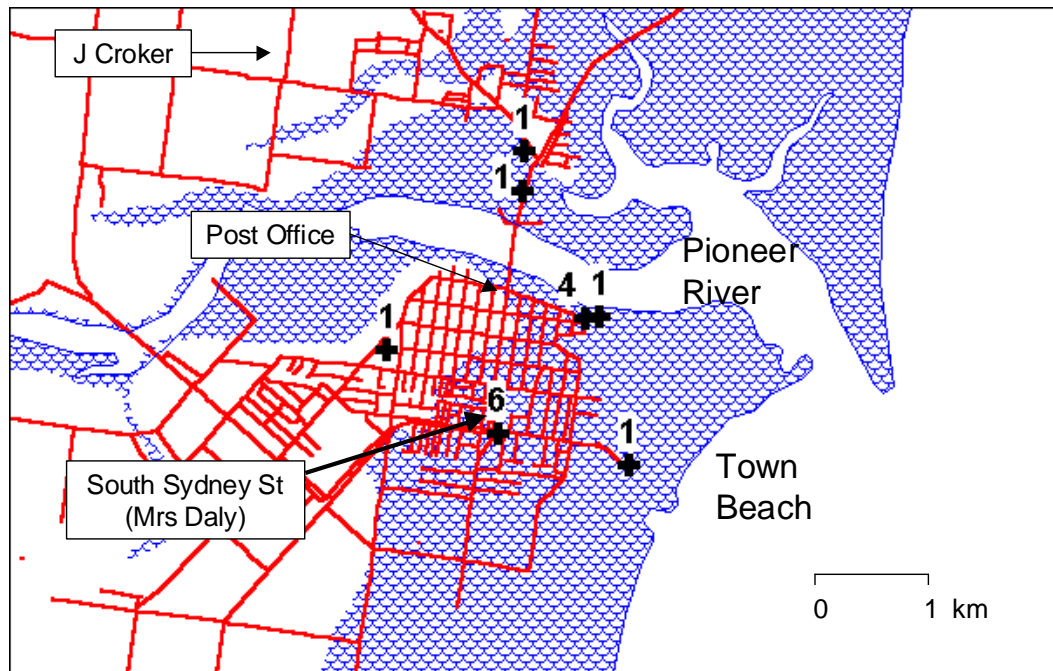 J Croker
1
1
Post Office
Pioneer
River
4 1
1
6
1
South Sydney St
(Mrs Daly)
Town
Beach
0 1 km